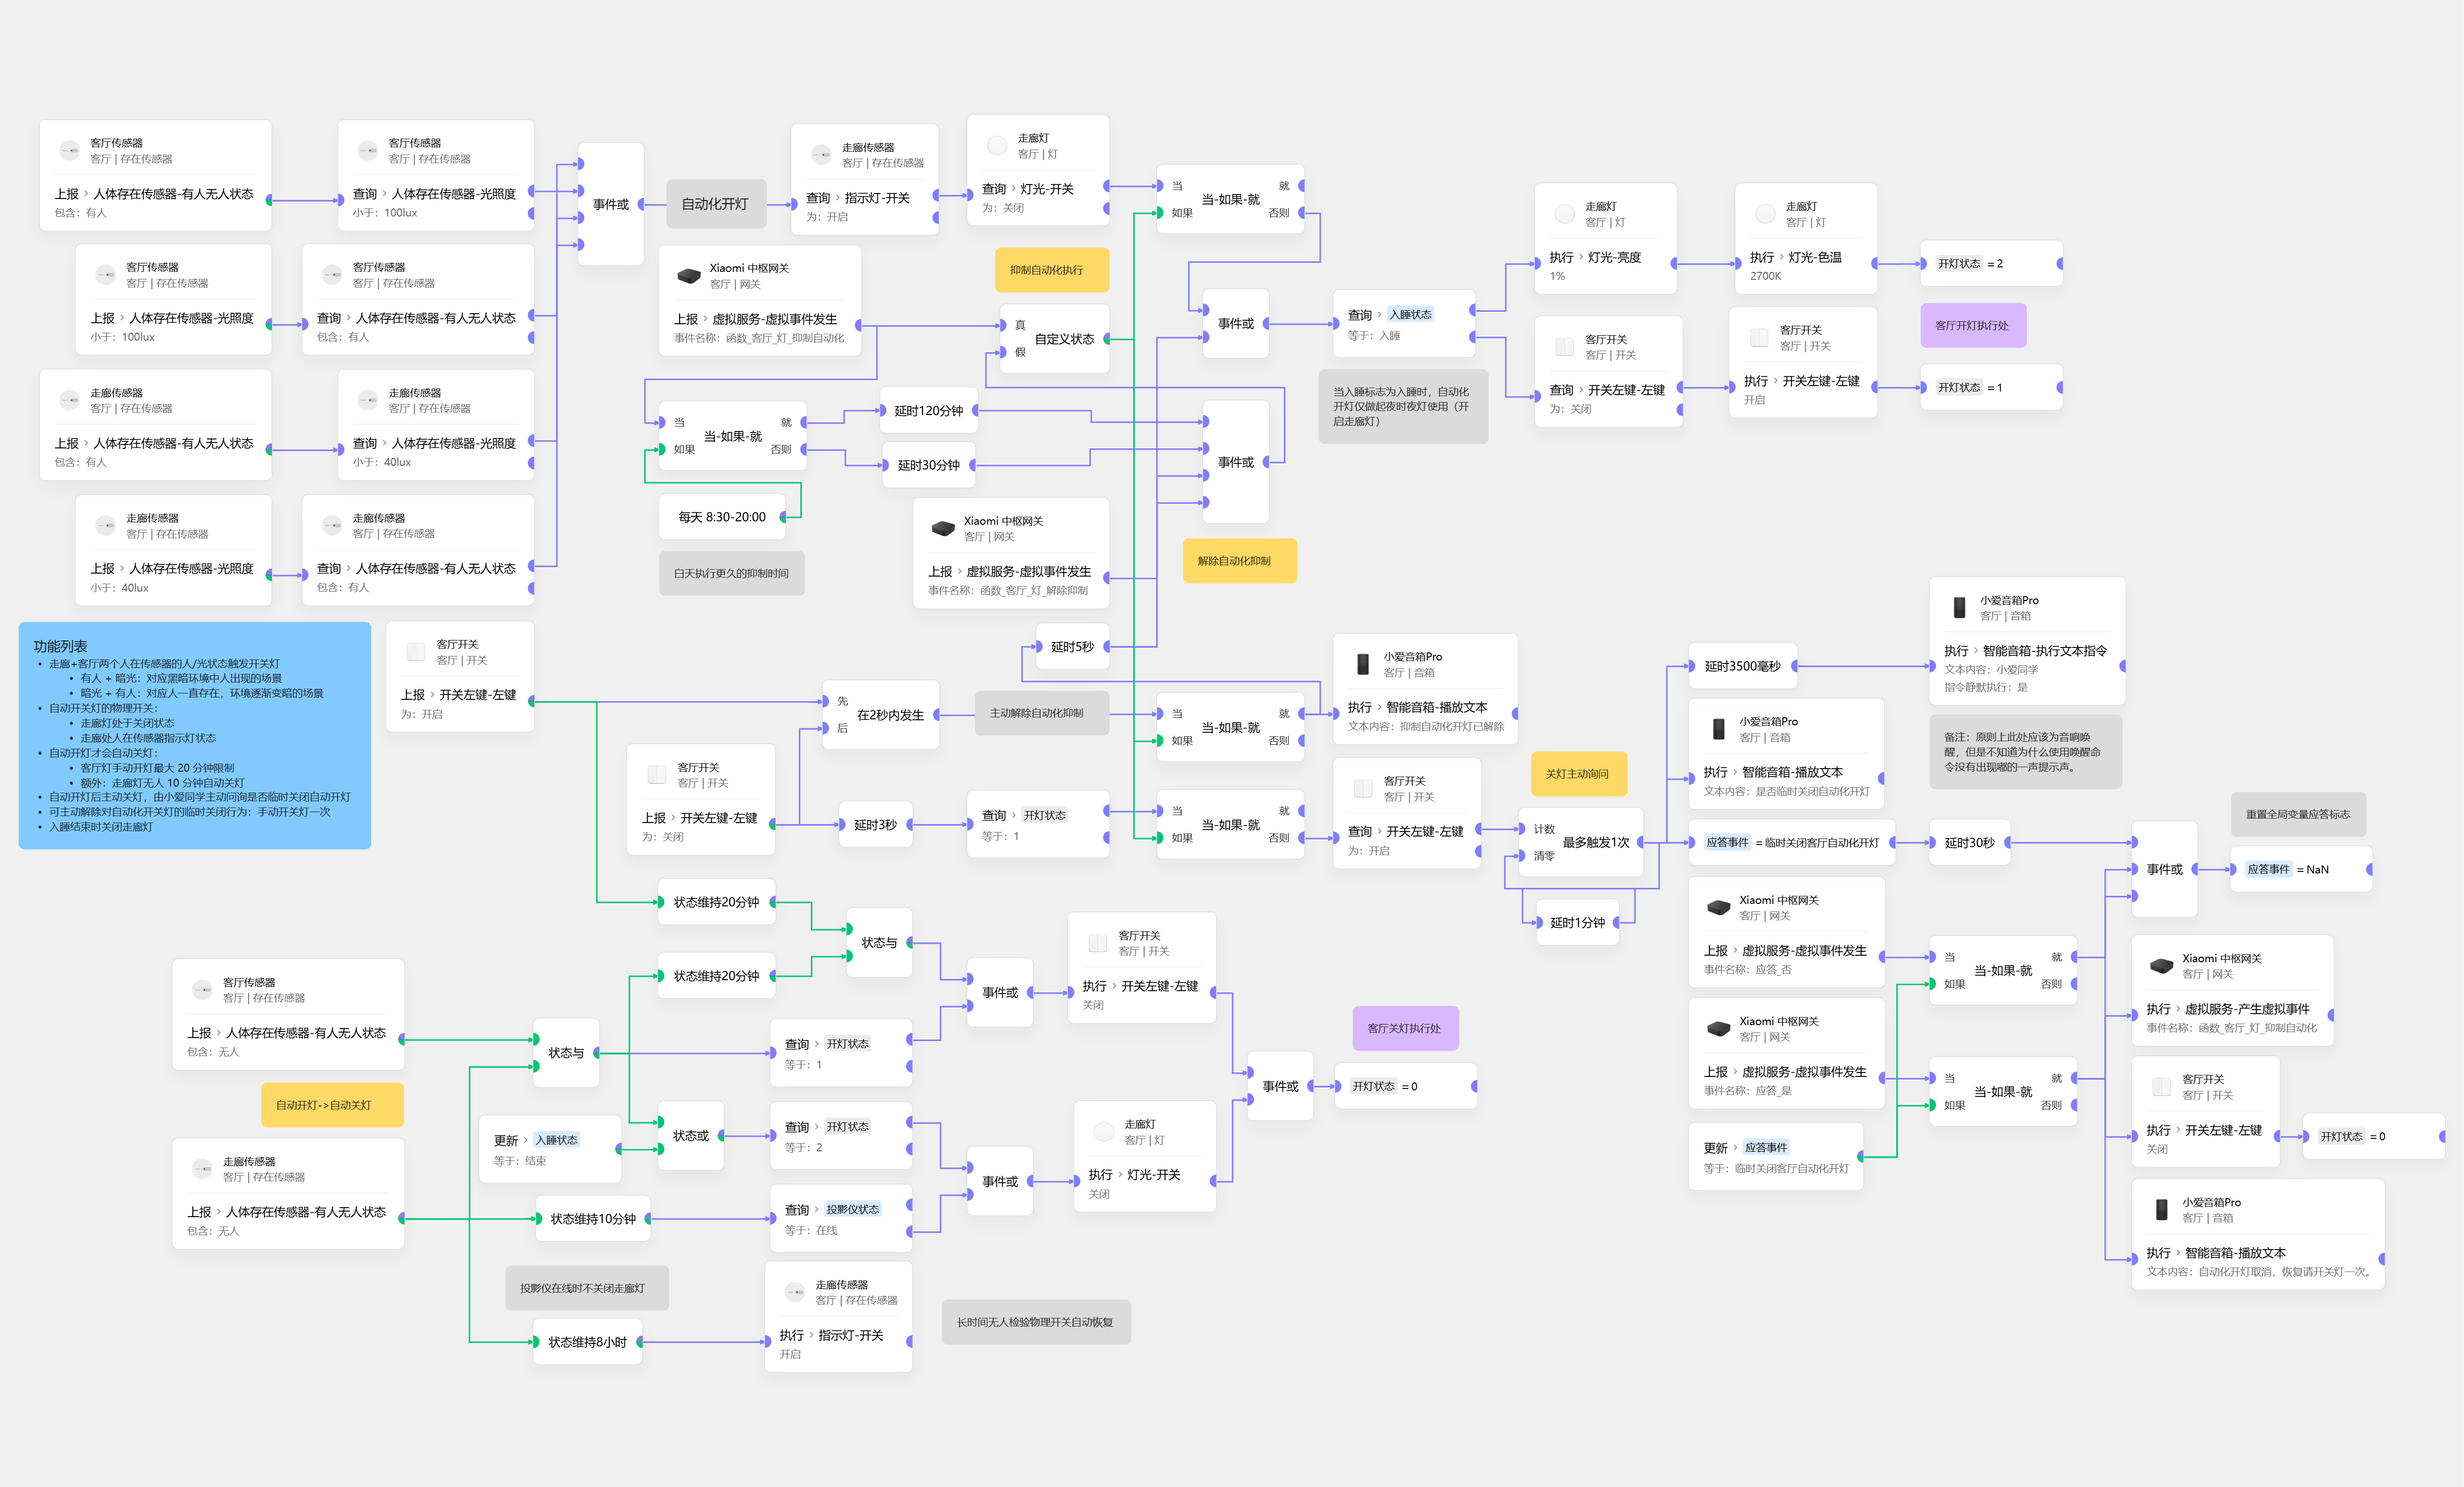 客厅传感器
客厅 | 存在传感器
上报 › 人体存在传感器-有人无人状态
包含：有人
客厅传感器
客厅 | 存在传感器
查询 › 人体存在传感器-光照度
小于：100lux
客厅传感器
客厅 | 存在传感器
上报 › 人体存在传感器-光照度
小于：100lux
客厅传感器
客厅 | 存在传感器
查询 › 人体存在传感器-有人无人状态
包含：有人
走廊传感器
客厅 | 存在传感器
上报 › 人体存在传感器-有人无人状态
包含：有人
走廊传感器
客厅 | 存在传感器
查询 › 人体存在传感器-光照度
小于：40lux
走廊传感器
客厅 | 存在传感器
上报 › 人体存在传感器-光照度
小于：40lux
走廊传感器
客厅 | 存在传感器
查询 › 人体存在传感器-有人无人状态
包含：有人
事件或
自动化开灯
走廊传感器
客厅 | 存在传感器
查询 › 指示灯-开关
为：开启
走廊灯
客厅 | 灯
查询 › 灯光-开关
为：关闭
当
就
当-如果-就
如果
否则
抑制自动化执行
Xiaomi 中枢网关
客厅 | 网关
上报 › 虚拟服务-虚拟事件发生
事件名称：函数_客厅_灯_抑制自动化
真
自定义状态
假
当
就
当-如果-就
如果
否则
延时120分钟
延时30分钟
每天 8:30-20:00
白天执行更久的抑制时间
Xiaomi 中枢网关
客厅 | 网关
上报 › 虚拟服务-虚拟事件发生
事件名称：函数_客厅_灯_解除抑制
事件或
事件或
解除自动化抑制
延时5秒
查询 › 入睡状态
等于：入睡
当入睡标志为入睡时，自动化
开灯仅做起夜时夜灯使用（开
启走廊灯）
走廊灯
客厅 | 灯
执行 › 灯光-亮度
1%
走廊灯
客厅 | 灯
执行 › 灯光-色温
2700K
开灯状态 = 2
客厅开灯执行处
客厅开关
客厅 | 开关
查询 › 开关左键-左键
为：关闭
客厅开关
客厅 | 开关
执行 › 开关左键-左键
开启
开灯状态 = 1
功能列表
• 走廊+客厅两个人在传感器的人/光状态触发开关灯
• 有人 + 暗光：对应黑暗环境中人出现的场景
• 暗光 + 有人：对应人一直存在，环境逐渐变暗的场景
• 自动开关灯的物理开关：
• 走廊灯处于关闭状态
• 走廊处人在传感器指示灯状态
• 自动开灯才会自动关灯：
• 客厅灯手动开灯最大 20 分钟限制
• 额外：走廊灯无人 10 分钟自动关灯
• 自动开灯后主动关灯，由小爱同学主动问询是否临时关闭自动开灯
• 可主动解除对自动化开关灯的临时关闭行为：手动开关灯一次
• 入睡结束时关闭走廊灯
客厅开关
客厅 | 开关
上报 › 开关左键-左键
为：开启
客厅开关
客厅 | 开关
上报 › 开关左键-左键
为：关闭
先
在2秒内发生
后
主动解除自动化抑制
当
就
当-如果-就
如果
否则
小爱音箱Pro
客厅 | 音箱
执行 › 智能音箱-播放文本
文本内容：抑制自动化开灯已解除
延时3秒
查询 › 开灯状态
等于：1
当
就
当-如果-就
如果
否则
客厅开关
客厅 | 开关
查询 › 开关左键-左键
为：开启
关灯主动询问
计数
最多触发1次
清零
延时1分钟
延时3500毫秒
小爱音箱Pro
客厅 | 音箱
执行 › 智能音箱-执行文本指令
文本内容：小爱同学
指令静默执行：是
备注：原则上此处应该为音响唤
醒，但是不知道为什么使用唤醒命
令没有出现嘟的一声提示声。
小爱音箱Pro
客厅 | 音箱
执行 › 智能音箱-播放文本
文本内容：是否临时关闭自动化开灯
应答事件 = 临时关闭客厅自动化开灯
延时30秒
事件或
重置全局变量应答标志
应答事件 = NaN
Xiaomi 中枢网关
客厅 | 网关
上报 › 虚拟服务-虚拟事件发生
事件名称：应答_否
Xiaomi 中枢网关
客厅 | 网关
上报 › 虚拟服务-虚拟事件发生
事件名称：应答_是
更新 › 应答事件
等于：临时关闭客厅自动化开灯
当
就
当-如果-就
如果
否则
当
就
当-如果-就
如果
否则
Xiaomi 中枢网关
客厅 | 网关
执行 › 虚拟服务-产生虚拟事件
事件名称：函数_客厅_灯_抑制自动化
客厅开关
客厅 | 开关
执行 › 开关左键-左键
关闭
开灯状态 = 0
小爱音箱Pro
客厅 | 音箱
执行 › 智能音箱-播放文本
文本内容：自动化开灯取消，恢复请开关灯一次。
状态维持20分钟
状态维持20分钟
状态与
客厅传感器
客厅 | 存在传感器
上报 › 人体存在传感器-有人无人状态
包含：无人
自动开灯->自动关灯
走廊传感器
客厅 | 存在传感器
上报 › 人体存在传感器-有人无人状态
包含：无人
状态与
更新 › 入睡状态
等于：结束
状态或
状态维持10分钟
投影仪在线时不关闭走廊灯
状态维持8小时
查询 › 开灯状态
等于：1
查询 › 开灯状态
等于：2
查询 › 投影仪状态
等于：在线
走廊传感器
客厅 | 存在传感器
执行 › 指示灯-开关
开启
长时间无人检验物理开关自动恢复
事件或
事件或
客厅开关
客厅 | 开关
执行 › 开关左键-左键
关闭
走廊灯
客厅 | 灯
执行 › 灯光-开关
关闭
事件或
客厅关灯执行处
开灯状态 = 0